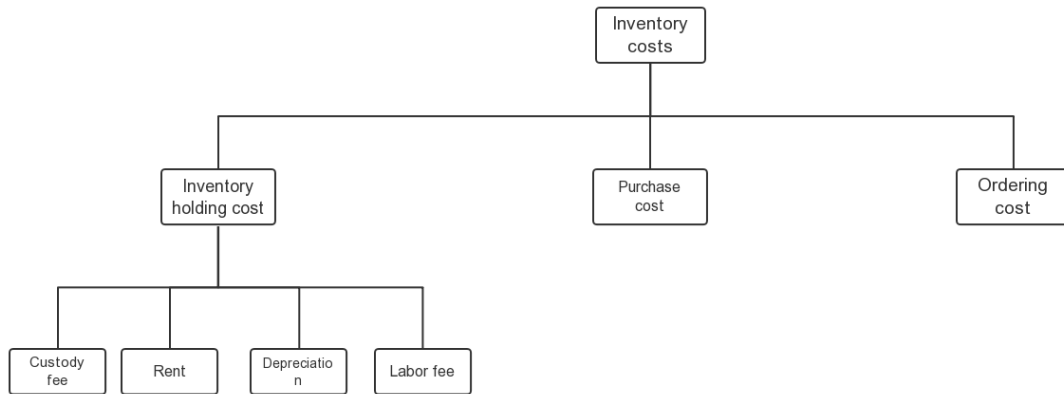 Inventory
costs
Inventory
holding cost
Purchase
cost
Ordering
cost
Custody
fee
Rent
Depreciatio
n
Labor fee